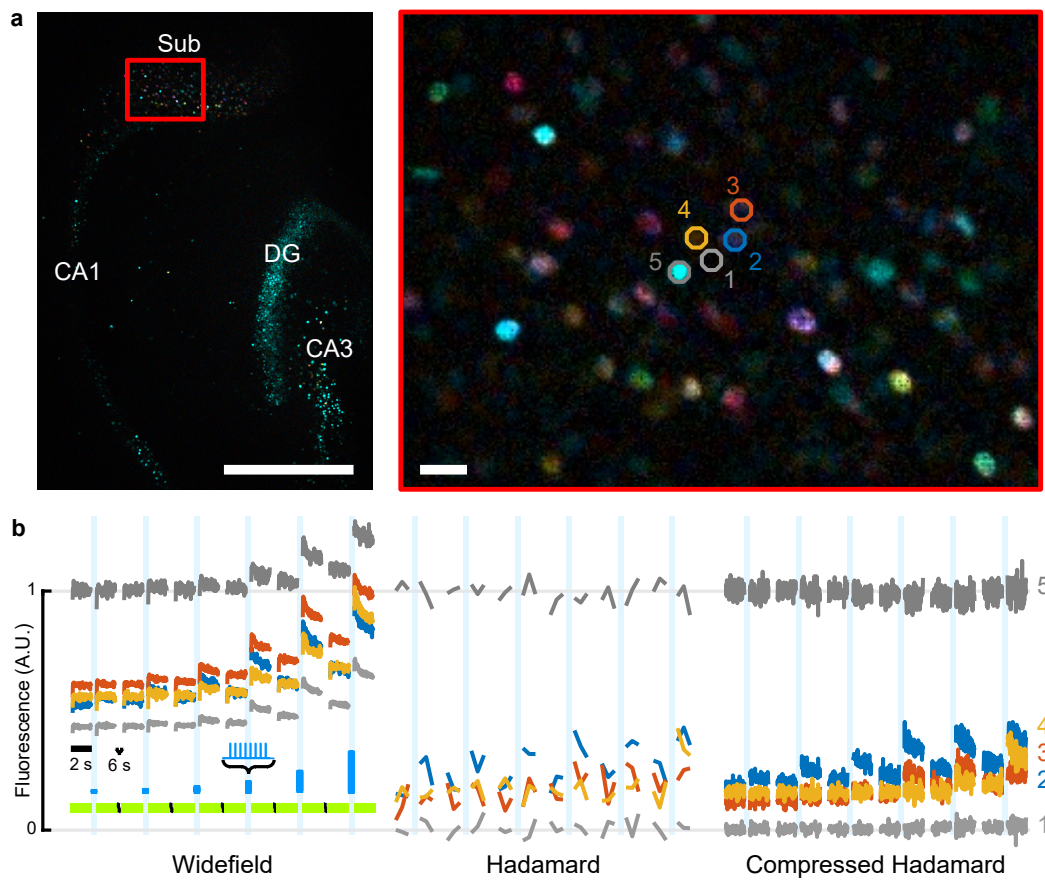 a
Sub
CA1
DG
CA3
3
4
2
5
1
b
Fluorescence (A.U.)
1
0
2 s
6 s
5
4
3
2
1
Widefield
Hadamard
Compressed Hadamard